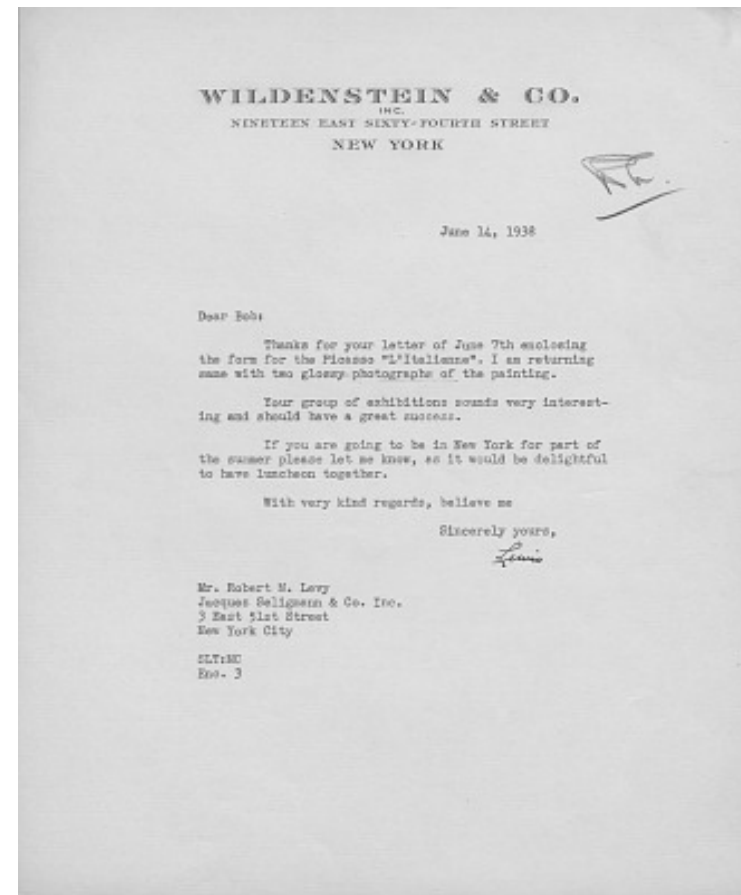 WILDENSTEIN & CO.
INC.
NINETEEN EAST SIXTY-FOURTH STREET
NEW YORK
June 14, 1938
Dear Bob:
Thanks for your letter of June 7th enclosing
the form for the Picasso "L'Italienne". I am returning
same with two glossy photographs of the painting.
Your group of exhibitions sounds very interest-
ing and should have a great success.
If you are going to be in New York for part of
the summer please let me know, as it would be delightful
to have luncheon together.
With very kind regards, believe me
Sincerely yours,
Lewis
Mr. Robert M. Levy
Jacques Seligmann & Co. Inc.
3 East 51st Street
New York City
SLT:MC
Enc. 3